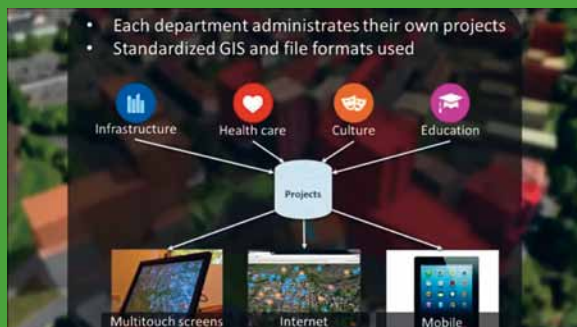 • Each department administrates their own projects
• Standardized GIS and file formats used
Infrastructure
Health care
Culture
Education
Projects
Multitouch screens
Internet
Mobile